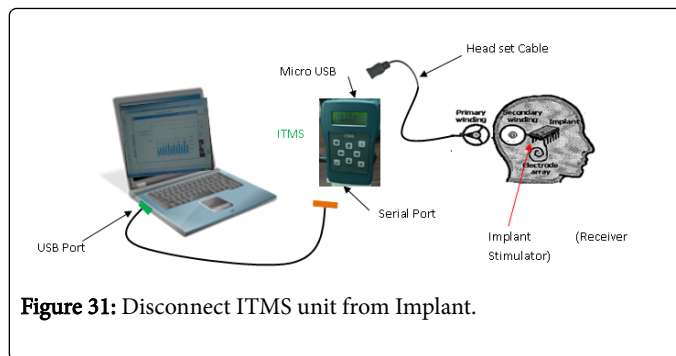 Head set Cable
Micro USB
ITMS
ITMS
Primary
winding
Secondary
winding
Implant
Electrode
array
Serial Port
USB Port
Implant (Receiver
Stimulator)
Figure 31: Disconnect ITMS unit from Implant.